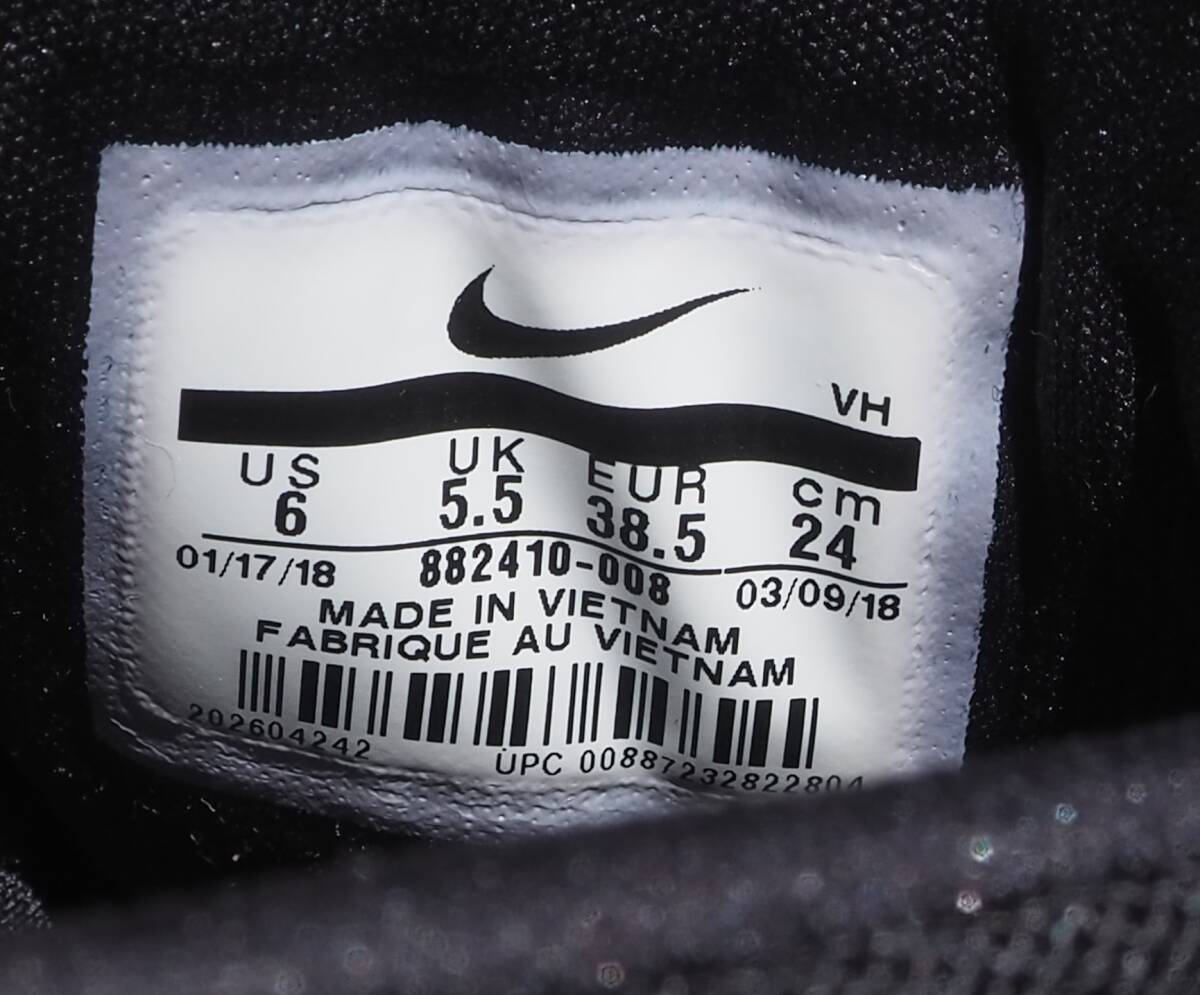 VH
US UK EUR cm
6 5.5 38.5 24
01/17/18 882410-008 03/09/18
MADE IN VIETNAM
FABRIQUE AU VIETNAM
202604242 UPC 00887232822804